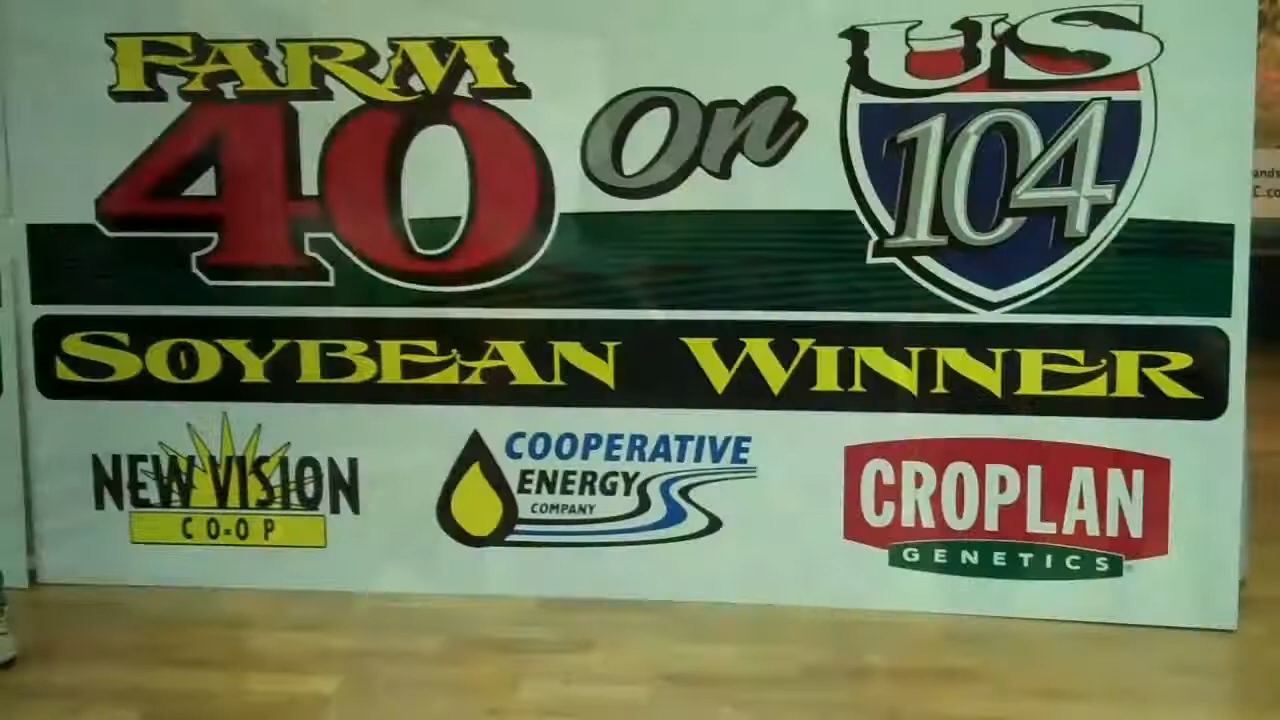 FARM
40 On US
104
SOYBEAN WINNER
NEW VISION
CO-OP
COOPERATIVE
ENERGY
COMPANY
CROPLAN
GENETICS